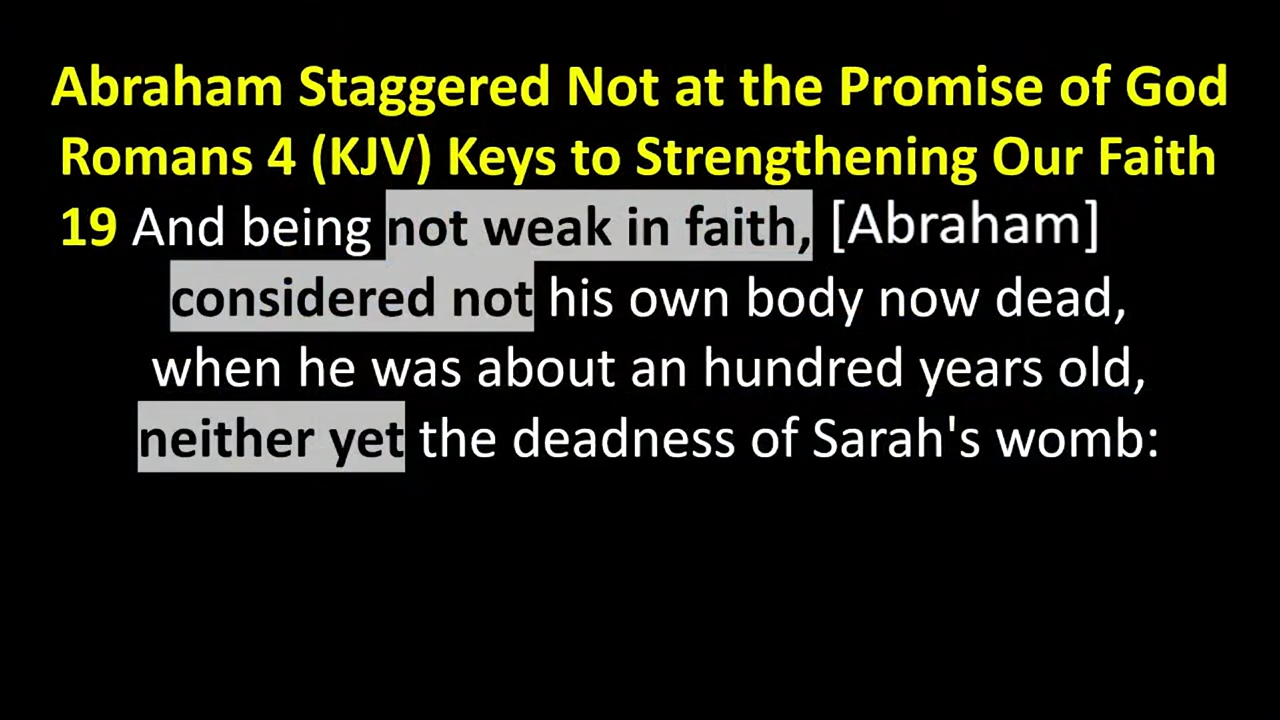 Abraham Staggered Not at the Promise of God
Romans 4 (KJV) Keys to Strengthening Our Faith
19 And being not weak in faith, [Abraham]
considered not his own body now dead,
when he was about an hundred years old,
neither yet the deadness of Sarah's womb: